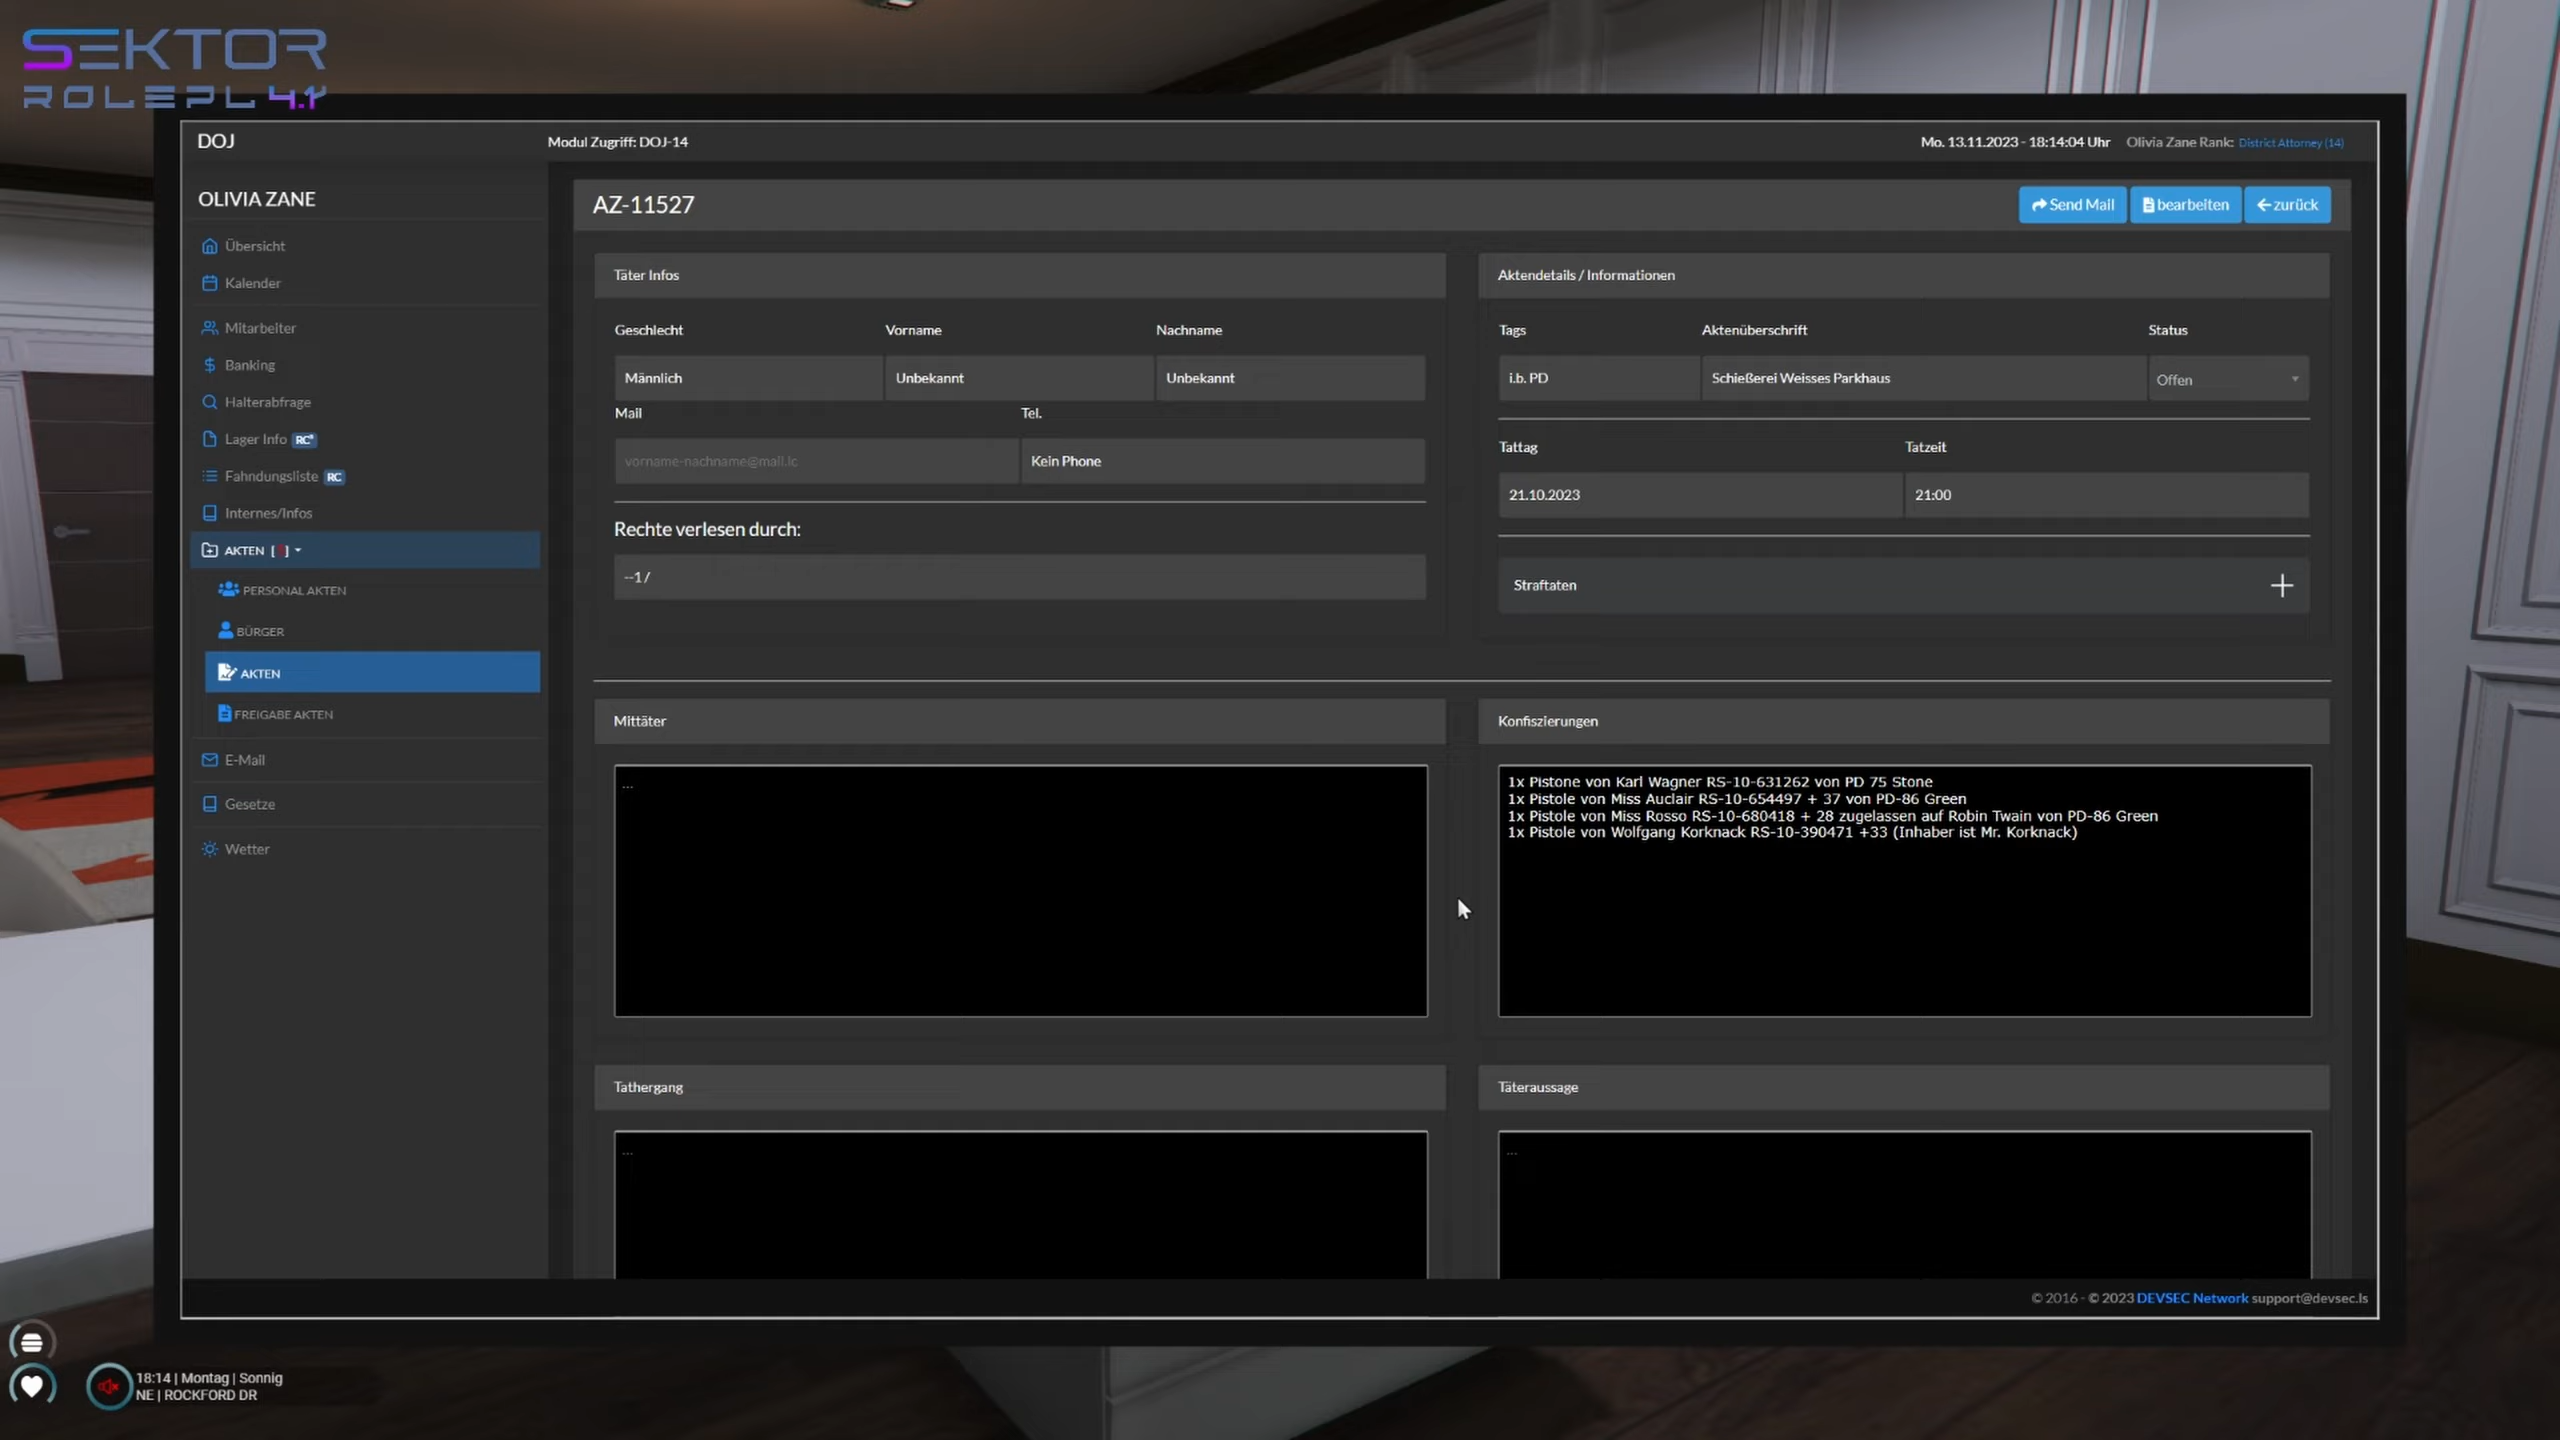 SEKTOR
ROLEPL4.Y
DOJ
Modul Zugriff: DOJ-14
Mo. 13.11.2023 - 18:14:04 Uhr
Olivia Zane Rank: District Attorney (14)
OLIVIA ZANE
Übersicht
Kalender
Mitarbeiter
Banking
Halterabfrage
Lager Info
Fahndungsliste RC
Internes/Infos
AKTEN
PERSONAL AKTEN
BÜRGER
AKTEN
FREIGABE AKTEN
E-Mail
Gesetze
Wetter
AZ-11527
Send Mail
bearbeiten
zurück
Täter Infos
Geschlecht Vorname Nachname
Männlich Unbekannt Unbekannt
Mail Tel.
vorname-nachname@mail.lc Kein Phone
Rechte verlesen durch:
--1 /
Aktendetails / Informationen
Tags Aktenüberschrift Status
i.b. PD Schießerei Weisses Parkhaus Offen
Tattag Tatzeit
21.10.2023 21:00
Straftaten
Mittäter
...
Konfiszierungen
1x Pistone von Karl Wagner RS-10-631262 von PD 75 Stone
1x Pistole von Miss Auclair RS-10-654497 + 37 von PD-86 Green
1x Pistole von Miss Rosso RS-10-680418 + 28 zugelassen auf Robin Twain von PD-86 Green
1x Pistole von Wolfgang Korknack RS-10-390471 +33 (Inhaber ist Mr. Korknack)
Tathergang
...
Täteraussage
...
© 2016 - © 2023 DEVSEC Network support@devsec.ls
18:14 | Montag | Sonnig
NE | ROCKFORD DR